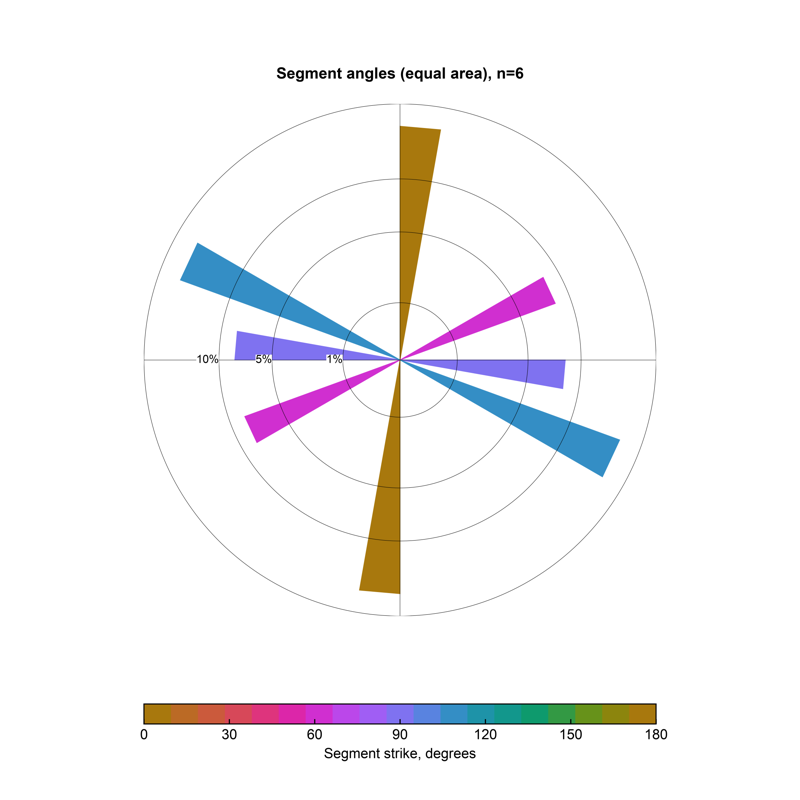 Segment angles (equal area), n=6
10% 5% 1%
0 30 60 90 120 150 180
Segment strike, degrees